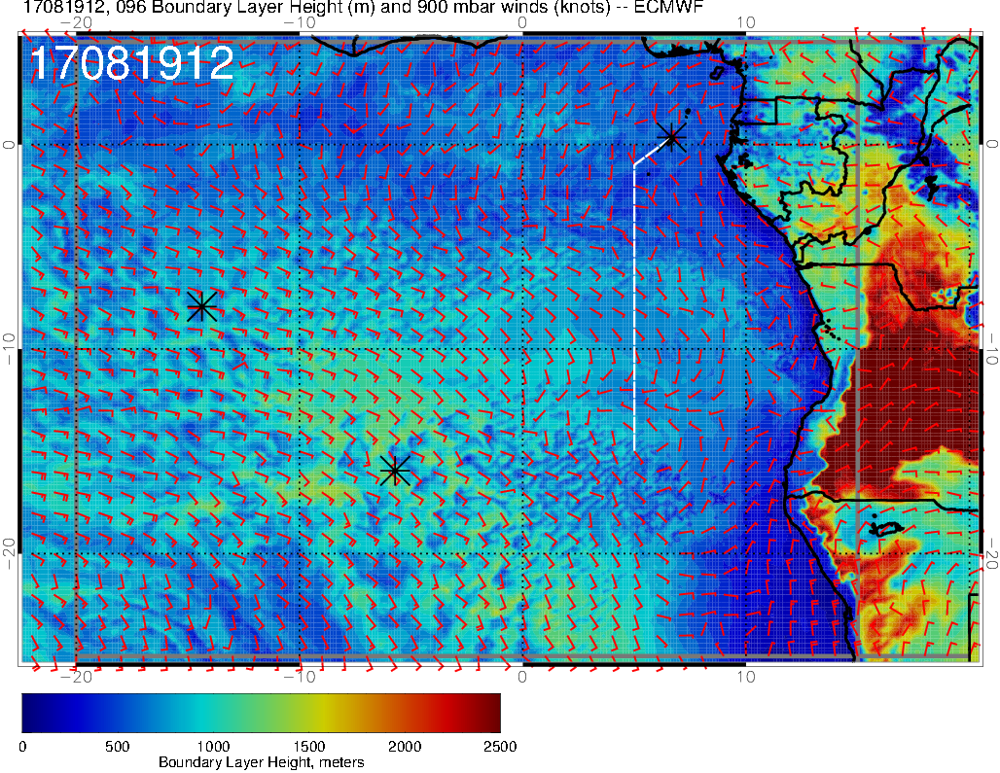 17081912, 096 Boundary Layer Height (m) and 900 mbar winds (knots) -- ECMWF
−20 −10 0 10
17081912
0 0
−10 −10
−20 −20
−20 −10 0 10
0 500 1000 1500 2000 2500
Boundary Layer Height, meters